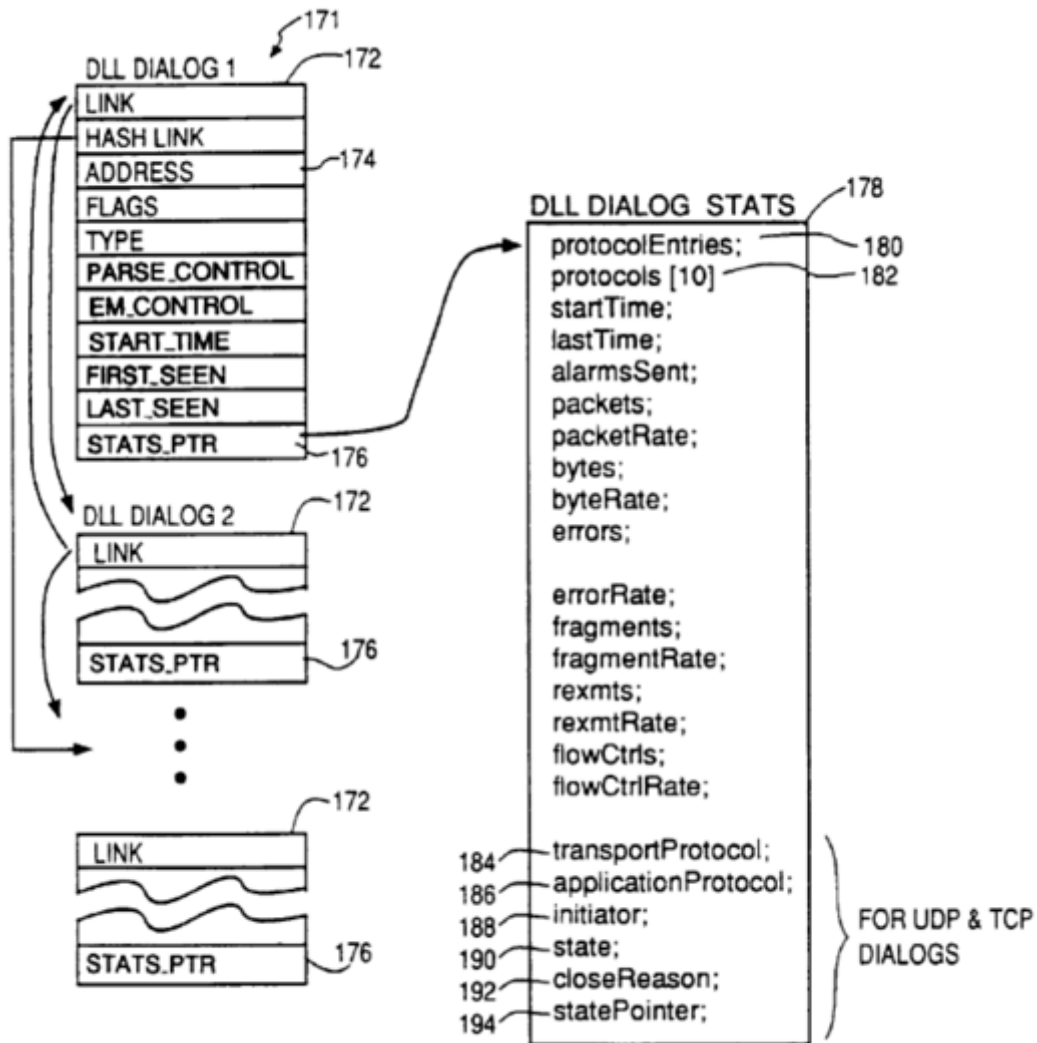 171
DLL DIALOG 1
172
LINK
HASH LINK
ADDRESS
174
FLAGS
TYPE
PARSE_CONTROL
EM_CONTROL
START_TIME
FIRST_SEEN
LAST_SEEN
STATS_PTR
176
DLL DIALOG 2
172
LINK
STATS_PTR
176
172
LINK
STATS_PTR
176
DLL DIALOG_STATS
178
protocolEntries;
180
protocols [10]
182
startTime;
lastTime;
alarmsSent;
packets;
packetRate;
bytes;
byteRate;
errors;
errorRate;
fragments;
fragmentRate;
rexmts;
rexmtRate;
flowCtrls;
flowCtrlRate;
184 transportProtocol;
186 applicationProtocol;
188 initiator;
190 state;
192 closeReason;
194 statePointer;
FOR UDP & TCP
DIALOGS